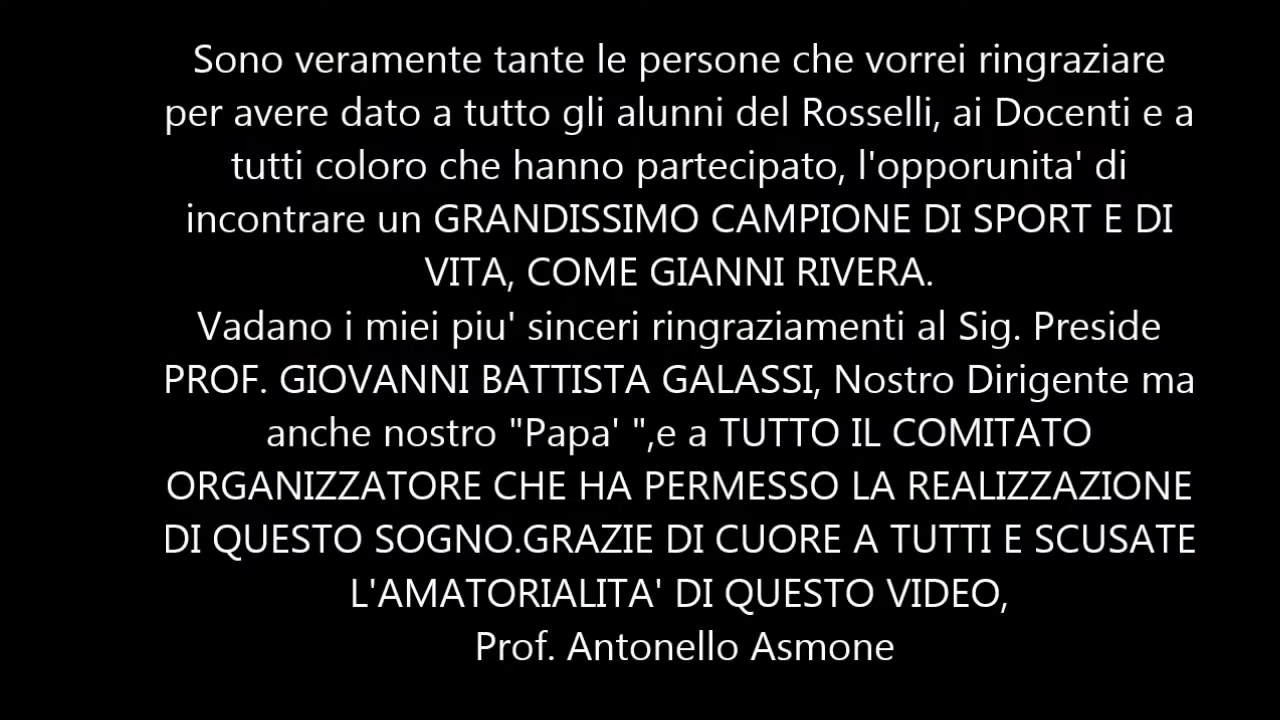 Sono veramente tante le persone che vorrei ringraziare
per avere dato a tutto gli alunni del Rosselli, ai Docenti e a
tutti coloro che hanno partecipato, l'opporunita' di
incontrare un GRANDISSIMO CAMPIONE DI SPORT E DI
VITA, COME GIANNI RIVERA.
Vadano i miei piu' sinceri ringraziamenti al Sig. Preside
PROF. GIOVANNI BATTISTA GALASSI, Nostro Dirigente ma
anche nostro "Papa' ",e a TUTTO IL COMITATO
ORGANIZZATORE CHE HA PERMESSO LA REALIZZAZIONE
DI QUESTO SOGNO.GRAZIE DI CUORE A TUTTI E SCUSATE
L'AMATORIALITA' DI QUESTO VIDEO,
Prof. Antonello Asmone